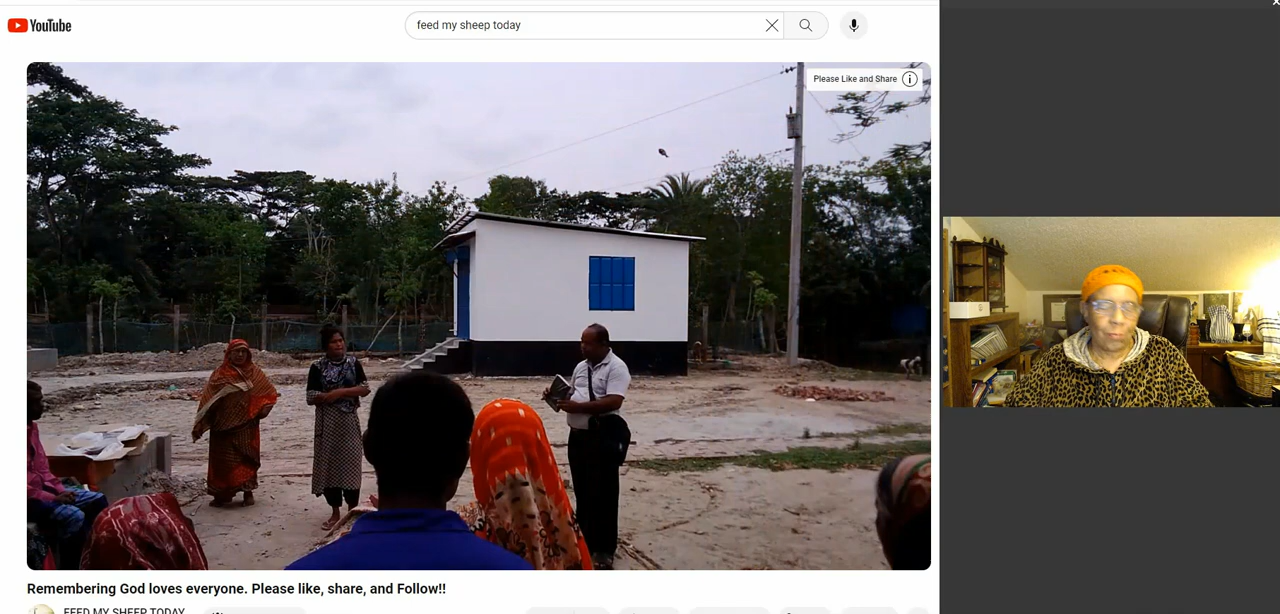 YouTube
feed my sheep today
Please Like and Share
Remembering God loves everyone. Please like, share, and Follow!!
FEED MY SHEEP TODAY